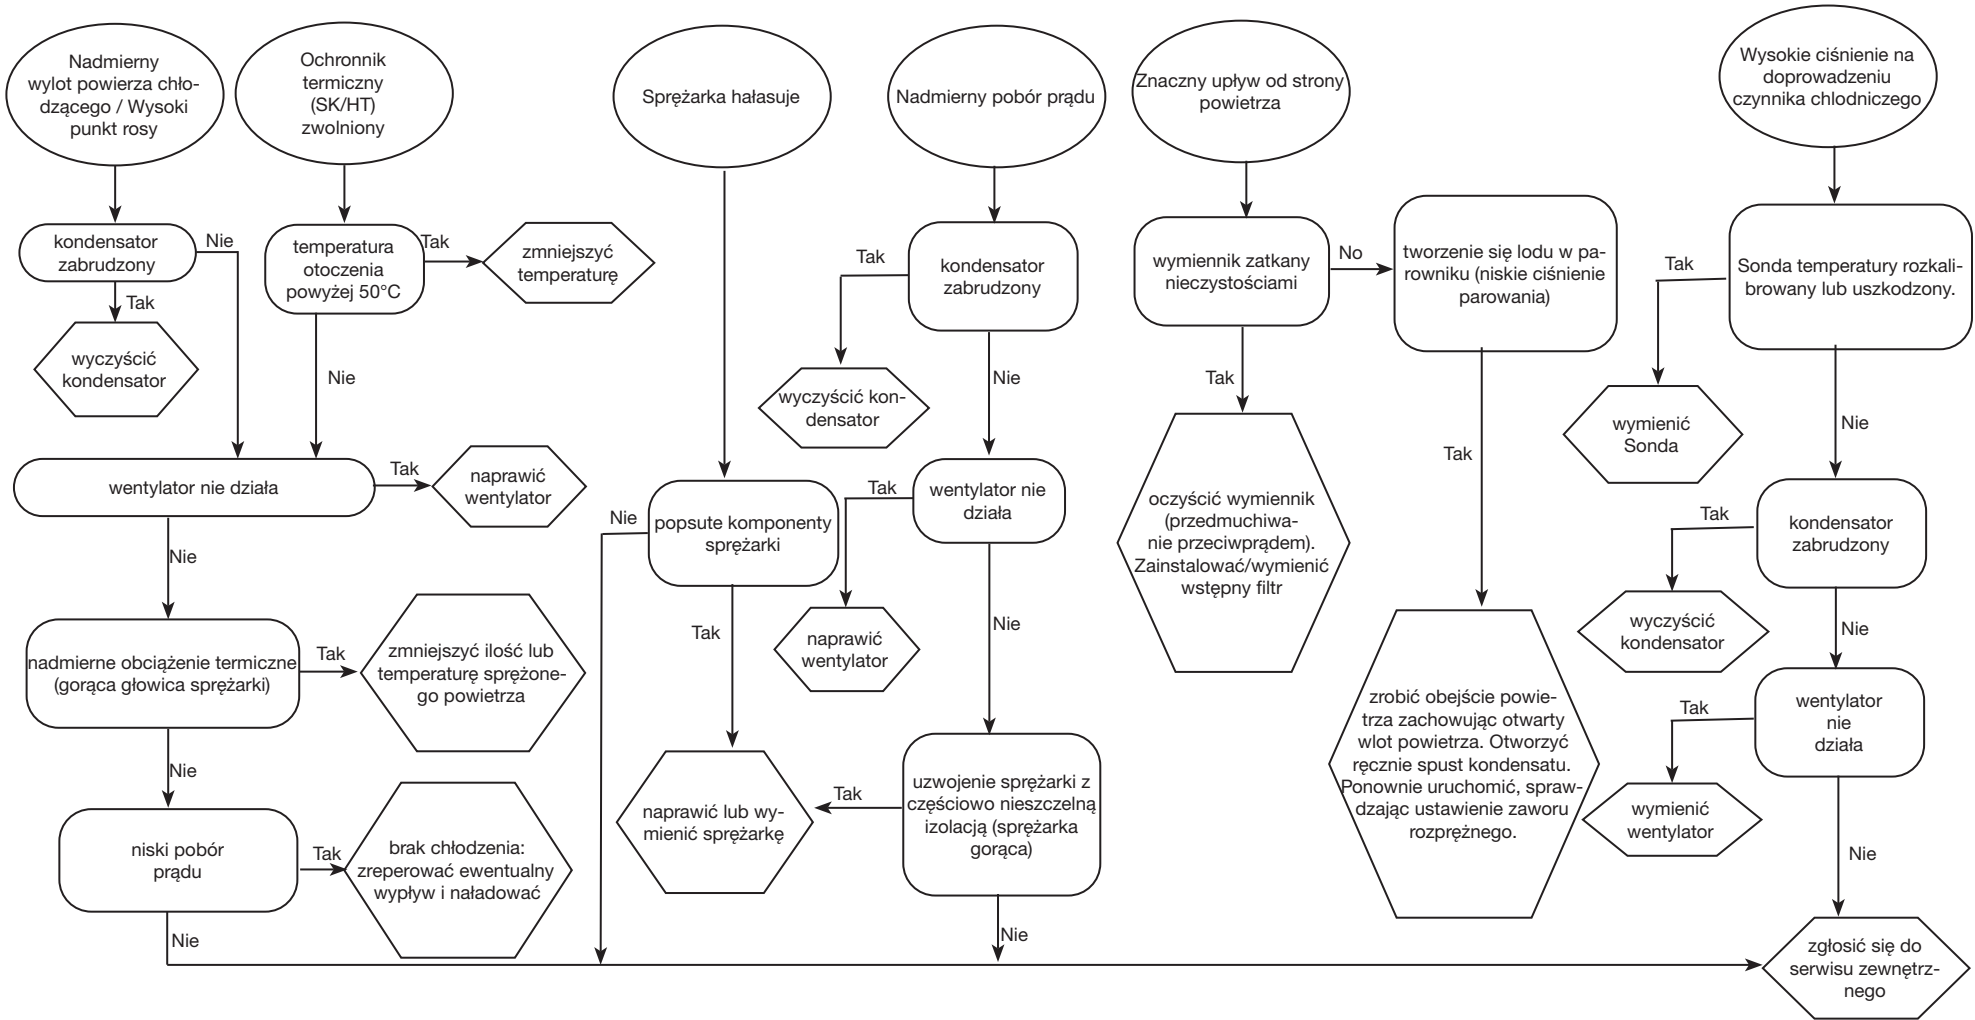 Nadmierny
wylot powierza chło-
dzącego / Wysoki
punkt rosy
kondensator
zabrudzony
Nie
Tak
wyczyścić
kondensator
Ochronnik
termiczny
(SK/HT)
zwolniony
temperatura
otoczenia
powyżej 50°C
Tak
zmniejszyć
temperaturę
Nie
wentylator nie działa
Tak
naprawić
wentylator
Nie
nadmierne obciążenie termiczne
(gorąca głowica sprężarki)
Tak
zmniejszyć ilość lub
temperaturę sprężone-
go powietrza
Nie
niski pobór
prądu
Tak
brak chłodzenia:
zreperować ewentualny
wypływ i naładować
Nie
Sprężarka hałasuje
Nie
popsute komponenty
sprężarki
Tak
naprawić lub wy-
mienić sprężarkę
Nadmierny pobór prądu
Tak
kondensator
zabrudzony
wyczyścić kon-
densator
Nie
Tak
wentylator nie
działa
naprawić
wentylator
Nie
uzwojenie sprężarki z
częściowo nieszczelną
izolacją (sprężarka
gorąca)
Tak
Nie
Znaczny upływ od strony
powietrza
wymiennik zatkany
nieczystościami
No
Tak
oczyścić wymiennik
(przedmuchiwa-
nie przeciwprądem).
Zainstalować/wymienić
wstępny filtr
tworzenie się lodu w pa-
rowniku (niskie ciśnienie
parowania)
Tak
zrobić obejście powie-
trza zachowując otwarty
wlot powietrza. Otworzyć
ręcznie spust kondensatu.
Ponownie uruchomić, spraw-
dzając ustawienie zaworu
rozprężnego.
Wysokie ciśnienie na
doprowadzeniu
czynnika chlodniczego
Tak
Sonda temperatury rozkali-
browany lub uszkodzony.
wymienić
Sonda
Nie
Tak
kondensator
zabrudzony
wyczyścić
kondensator
Nie
Tak
wentylator
nie
działa
wymienić
wentylator
Nie
zgłosić się do
serwisu zewnętrz-
nego